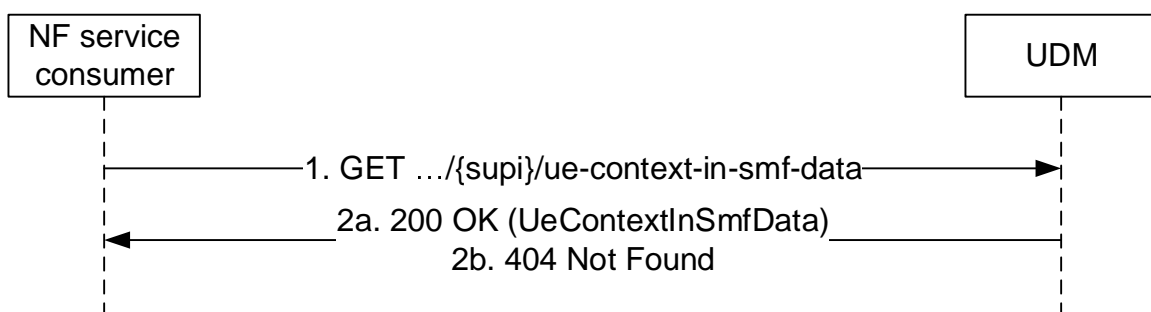 NF service
consumer
UDM
1. GET …/{supi}/ue-context-in-smf-data
2a. 200 OK (UeContextInSmfData)
2b. 404 Not Found